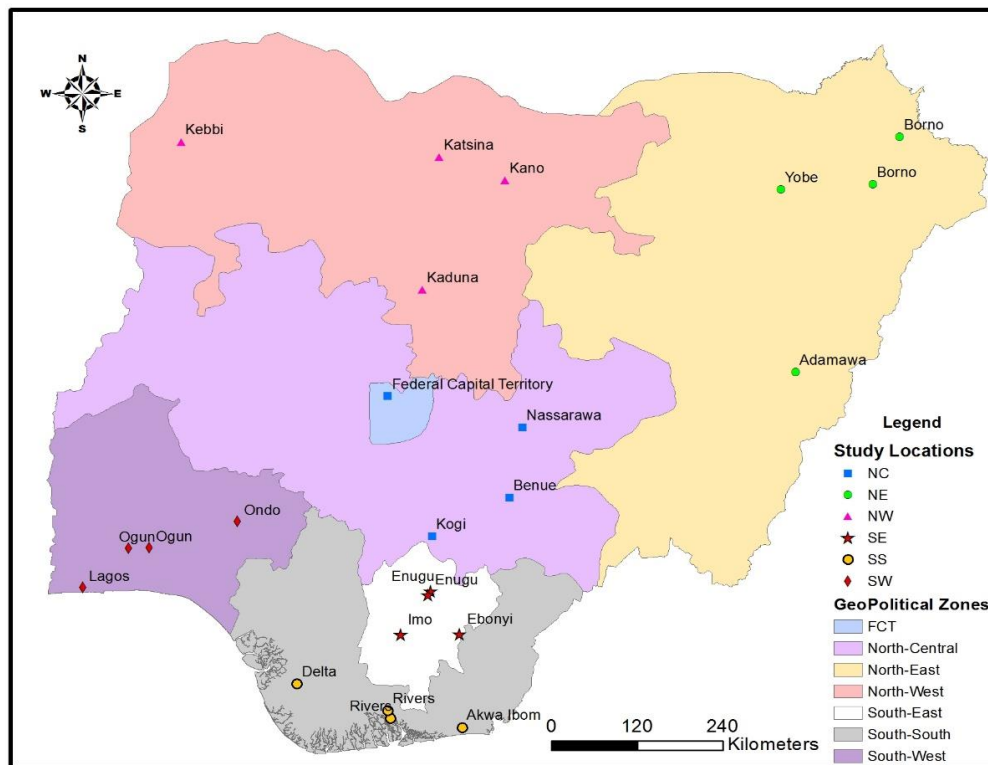 N
W E
S
Kebbi
Katsina
Kano
Borno
Yobe
Borno
Kaduna
Adamawa
Federal Capital Territory
Nassarawa
Benue
Kogi
Ondo
Ogun Ogun
Lagos
Enugu Enugu
Imo
Ebonyi
Delta
Rivers
Rivers
Akwa Ibom
0 120 240
Kilometers
Legend
Study Locations
NC
NE
NW
SE
SS
SW
GeoPolitical Zones
FCT
North-Central
North-East
North-West
South-East
South-South
South-West